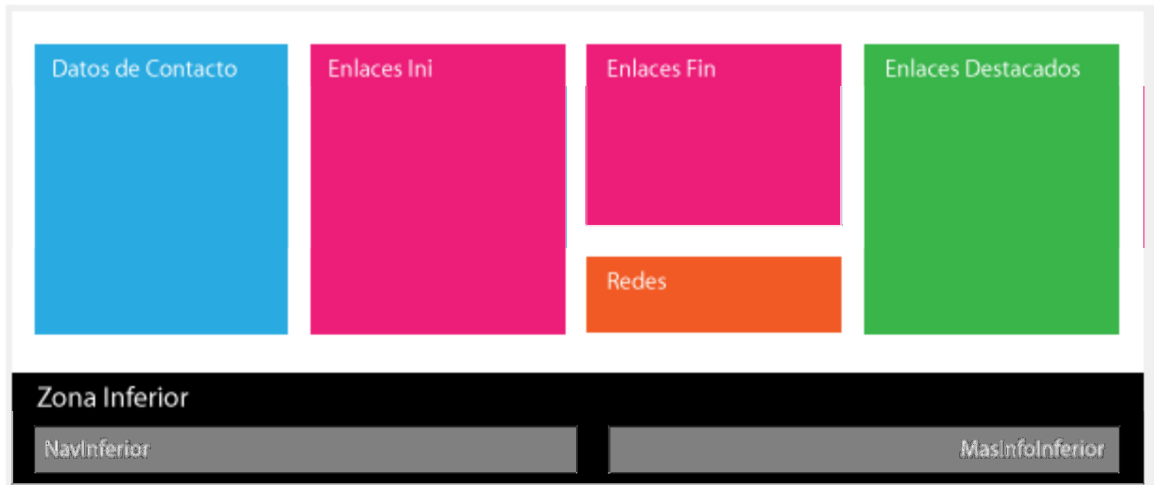 Datos de Contacto
Enlaces Ini
Enlaces Fin
Enlaces Destacados
Redes
Zona Inferior
NavInferior
MasInfoInferior